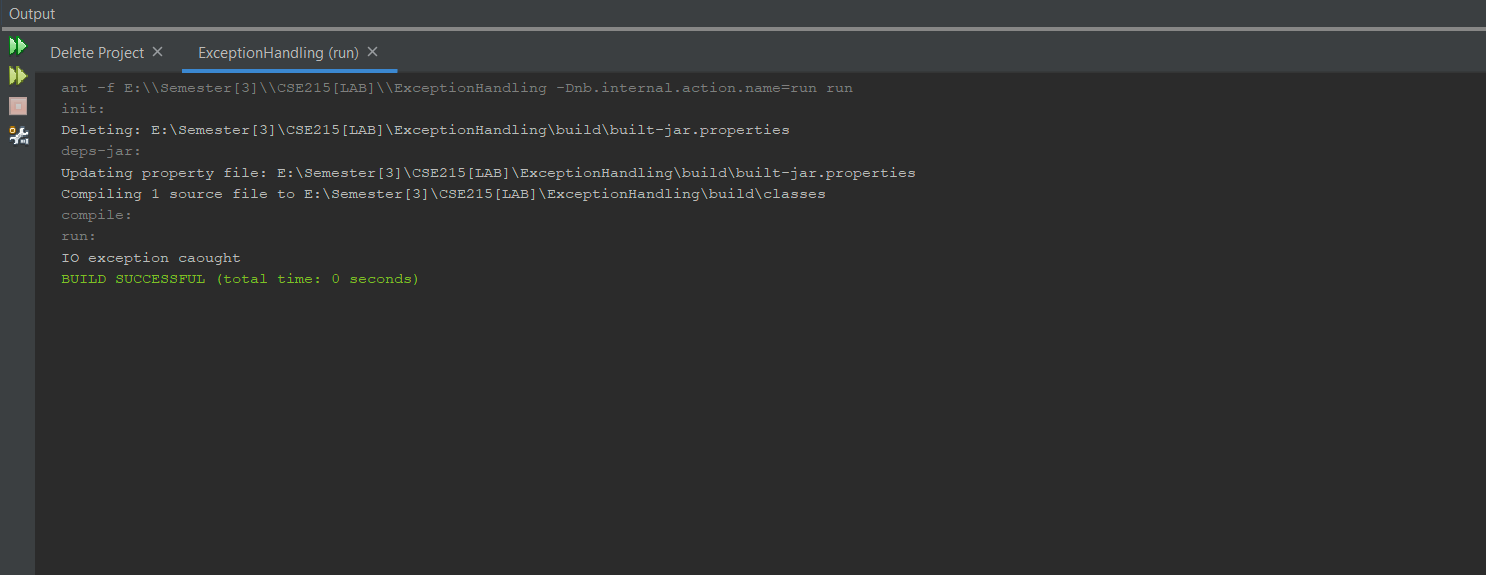 Output
Delete Project ExceptionHandling (run)
ant -f E:\\Semester[3]\\CSE215[LAB]\\ExceptionHandling -Dnb.internal.action.name=run run
init:
Deleting: E:\Semester[3]\CSE215[LAB]\ExceptionHandling\build\built-jar.properties
deps-jar:
Updating property file: E:\Semester[3]\CSE215[LAB]\ExceptionHandling\build\built-jar.properties
Compiling 1 source file to E:\Semester[3]\CSE215[LAB]\ExceptionHandling\build\classes
compile:
run:
IO exception caought
BUILD SUCCESSFUL (total time: 0 seconds)